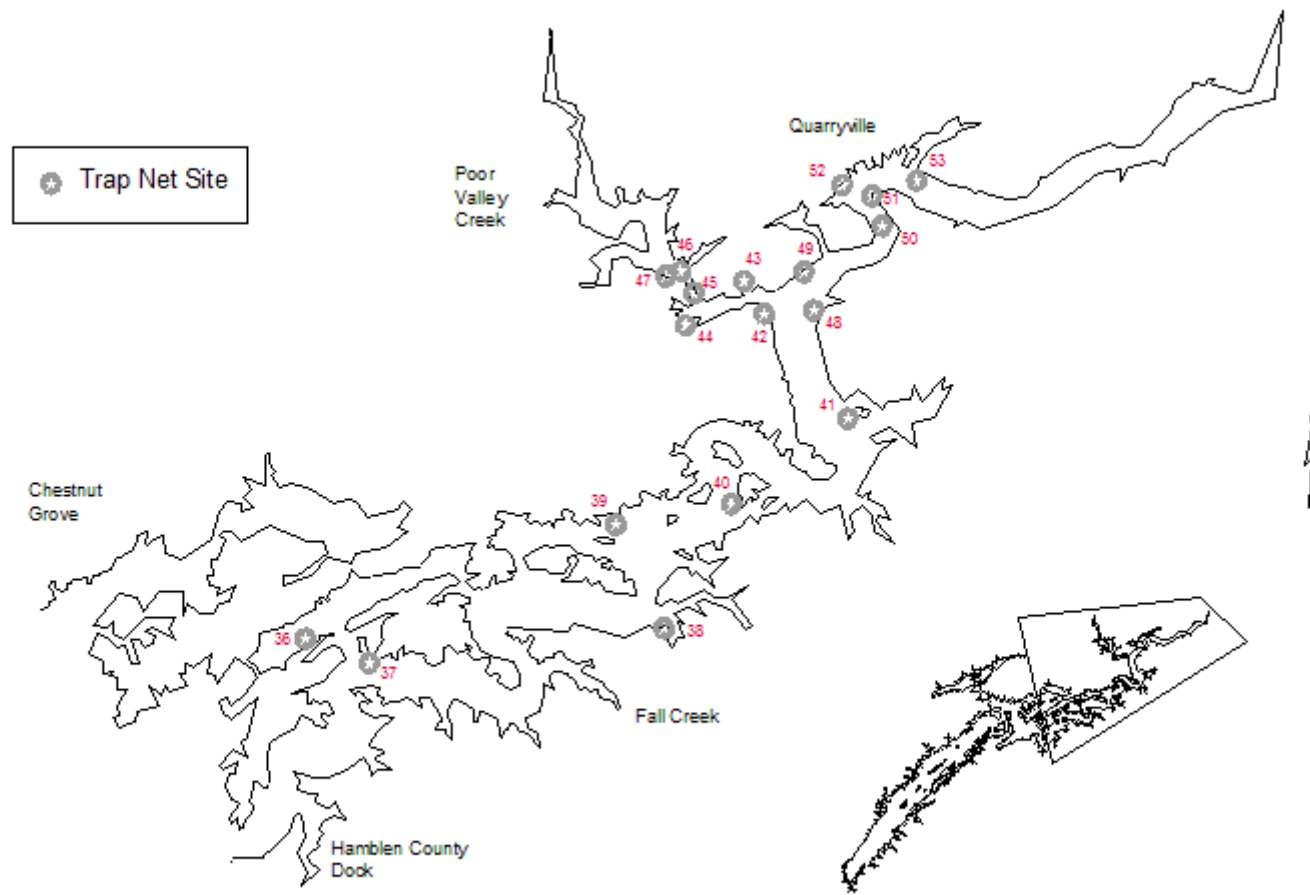 Trap Net Site
Quarryville
Poor
Valley
Creek
52
53
51
50
46
47
45
43
49
44
42
48
41
40
39
Chestnut
Grove
36
37
38
Fall Creek
Hamblen County
Dock